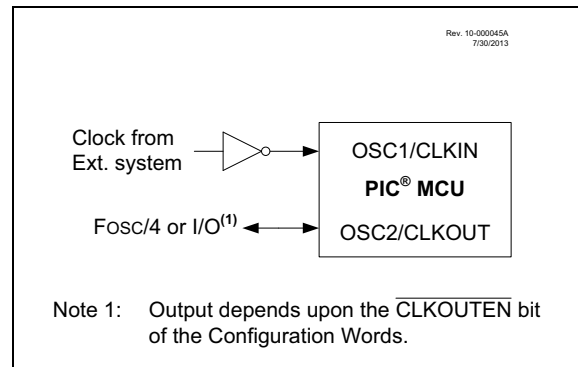 Rev. 10-000045A
7/30/2013
Clock from
Ext. system
OSC1/CLKIN
PIC® MCU
FOSC/4 or I/O(1)
OSC2/CLKOUT
Note 1: Output depends upon the CLKOUTEN bit
of the Configuration Words.